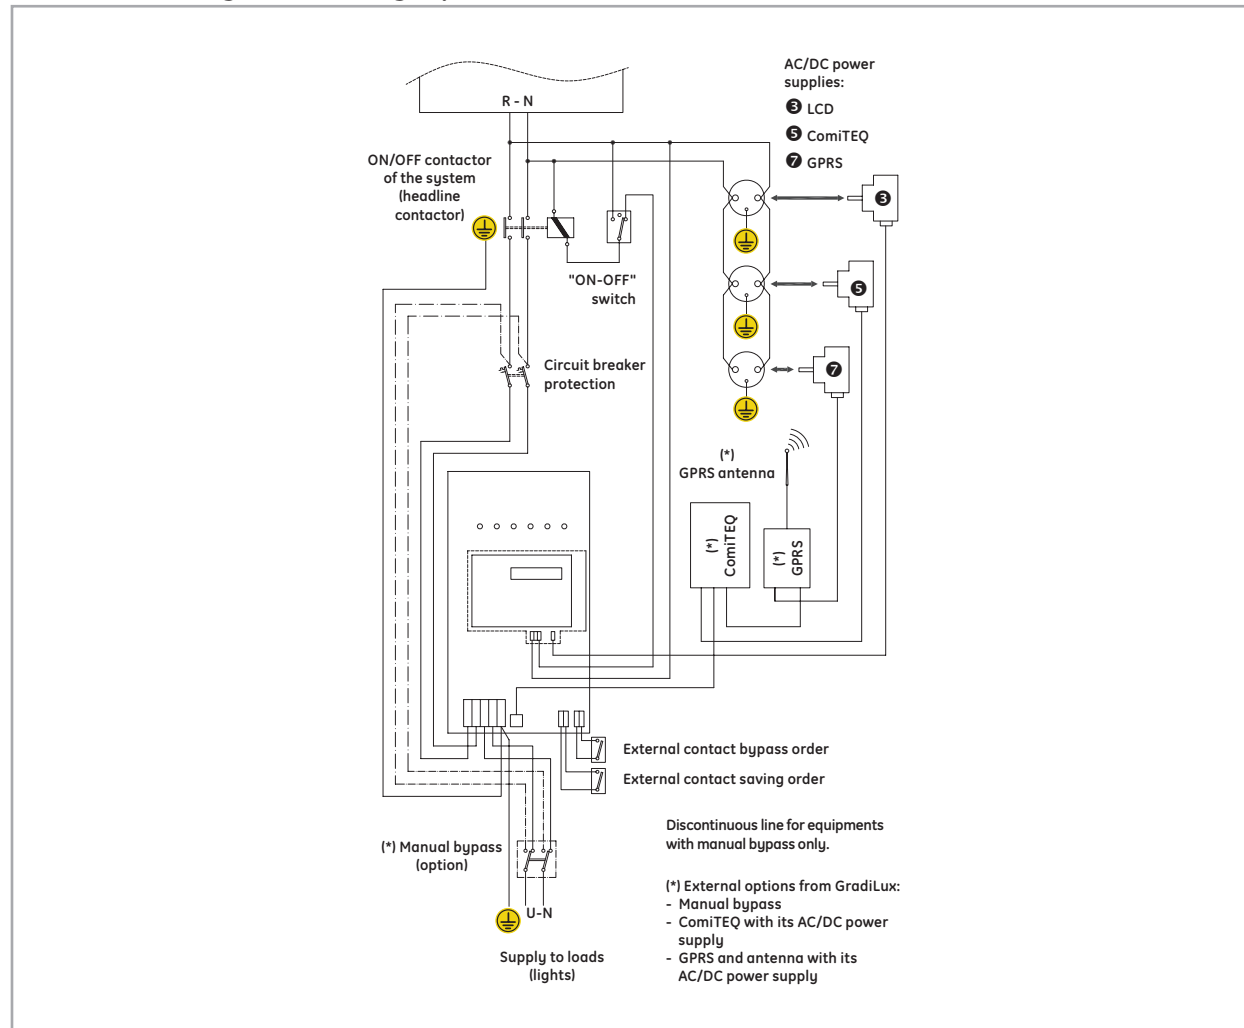 AC/DC power
supplies:
❸ LCD
❺ ComiTEQ
❼ GPRS
R - N
ON/OFF contactor
of the system
(headline
contactor)
"ON-OFF"
switch
❸
❺
❼
Circuit breaker
protection
(*)
GPRS antenna
(*)
ComiTEQ
(*)
GPRS
External contact bypass order
External contact saving order
(*) Manual bypass
(option)
U-N
Supply to loads
(lights)
Discontinuous line for equipments
with manual bypass only.
(*) External options from GradiLux:
- Manual bypass
- ComiTEQ with its AC/DC power
supply
- GPRS and antenna with its
AC/DC power supply